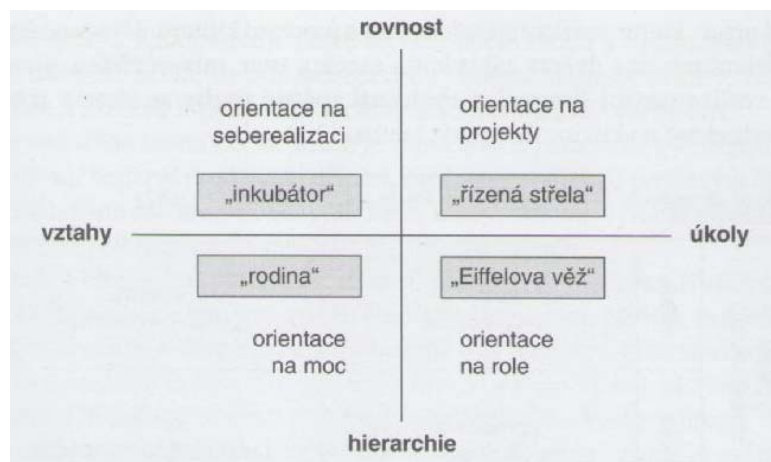 rovnost
orientace na
seberealizaci
orientace na
projekty
„inkubátor“
„řízená střela“
vztahy
úkoly
„rodina“
„Eiffelova věž“
orientace
na moc
orientace
na role
hierarchie